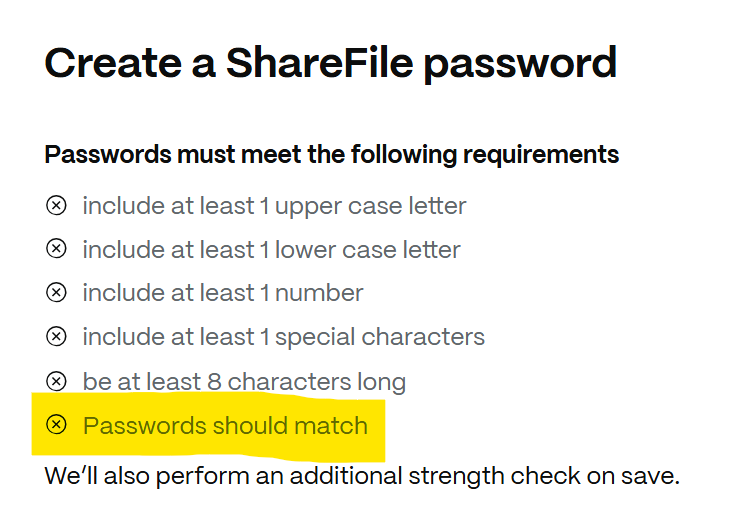 Create a ShareFile password
Passwords must meet the following requirements
include at least 1 upper case letter
include at least 1 lower case letter
include at least 1 number
include at least 1 special characters
be at least 8 characters long
Passwords should match
We’ll also perform an additional strength check on save.